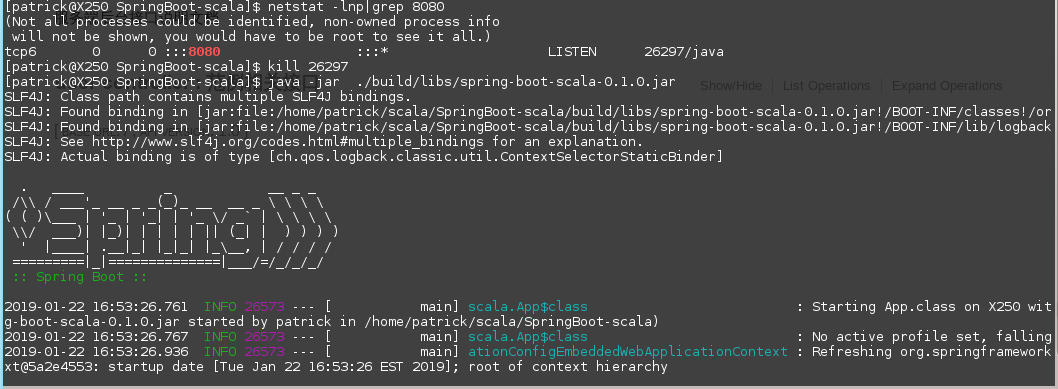 [patrick@X250 SpringBoot-scala]$ netstat -lnp|grep 8080
(Not all processes could be identified, non-owned process info
 will not be shown, you would have to be root to see it all.)
tcp6       0      0 :::8080                 :::*                    LISTEN      26297/java
[patrick@X250 SpringBoot-scala]$ kill 26297
[patrick@X250 SpringBoot-scala]$ java -jar  ./build/libs/spring-boot-scala-0.1.0.jar
Show/Hide | List Operations | Expand Operations
SLF4J: Class path contains multiple SLF4J bindings.
SLF4J: Found binding in [jar:file:/home/patrick/scala/SpringBoot-scala/build/libs/spring-boot-scala-0.1.0.jar!/BOOT-INF/classes!/or
SLF4J: Found binding in [jar:file:/home/patrick/scala/SpringBoot-scala/build/libs/spring-boot-scala-0.1.0.jar!/BOOT-INF/lib/logback
SLF4J: See http://www.slf4j.org/codes.html#multiple_bindings for an explanation.
SLF4J: Actual binding is of type [ch.qos.logback.classic.util.ContextSelectorStaticBinder]
  .   ____          _            __ _ _
 /\\ / ___'_ __ _ _(_)_ __  __ _ \ \ \ \
( ( )\___ | '_ | '_| | '_ \/ _` | \ \ \ \
 \\/  ___)| |_)| | | | | || (_| |  ) ) ) )
  '  |____| .__|_| |_|_| |_\__, | / / / /
 =========|_|==============|___/=/_/_/_/
 :: Spring Boot ::
2019-01-22 16:53:26.761  INFO 26573 --- [           main] scala.App$class                          : Starting App.class on X250 wit
g-boot-scala-0.1.0.jar started by patrick in /home/patrick/scala/SpringBoot-scala)
2019-01-22 16:53:26.767  INFO 26573 --- [           main] scala.App$class                          : No active profile set, falling
2019-01-22 16:53:26.936  INFO 26573 --- [           main] ationConfigEmbeddedWebApplicationContext : Refreshing org.springframework
xt@5a2e4553: startup date [Tue Jan 22 16:53:26 EST 2019]; root of context hierarchy